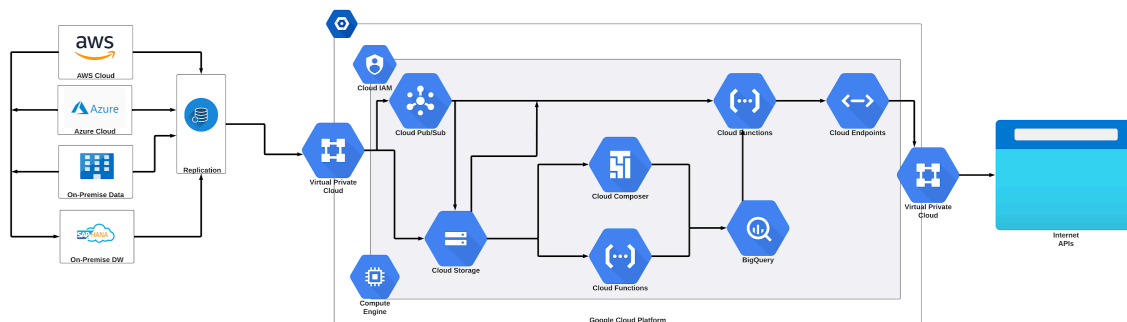 aws
AWS Cloud
Azure
Azure Cloud
On-Premise Data
SAP HANA
On-Premise DW
Replication
Virtual Private
Cloud
Cloud IAM
Cloud Pub/Sub
Cloud Storage
Compute
Engine
Cloud Composer
Cloud Functions
Cloud Functions
BigQuery
Cloud Endpoints
Virtual Private
Cloud
Internet
APIs
Google Cloud Platform